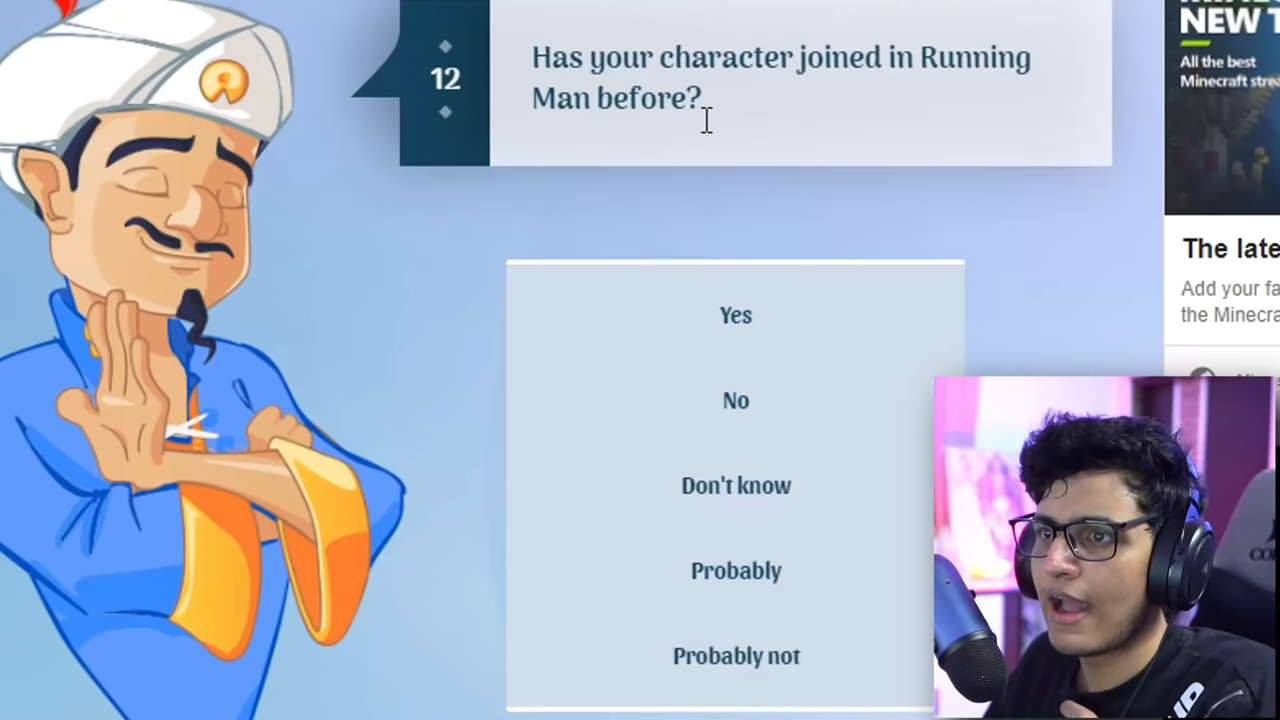 NEW T
All the best
Minecraft stre
12
Has your character joined in Running
Man before?
The late
Add your fa
the Minecra
Yes
No
Don't know
Probably
Probably not